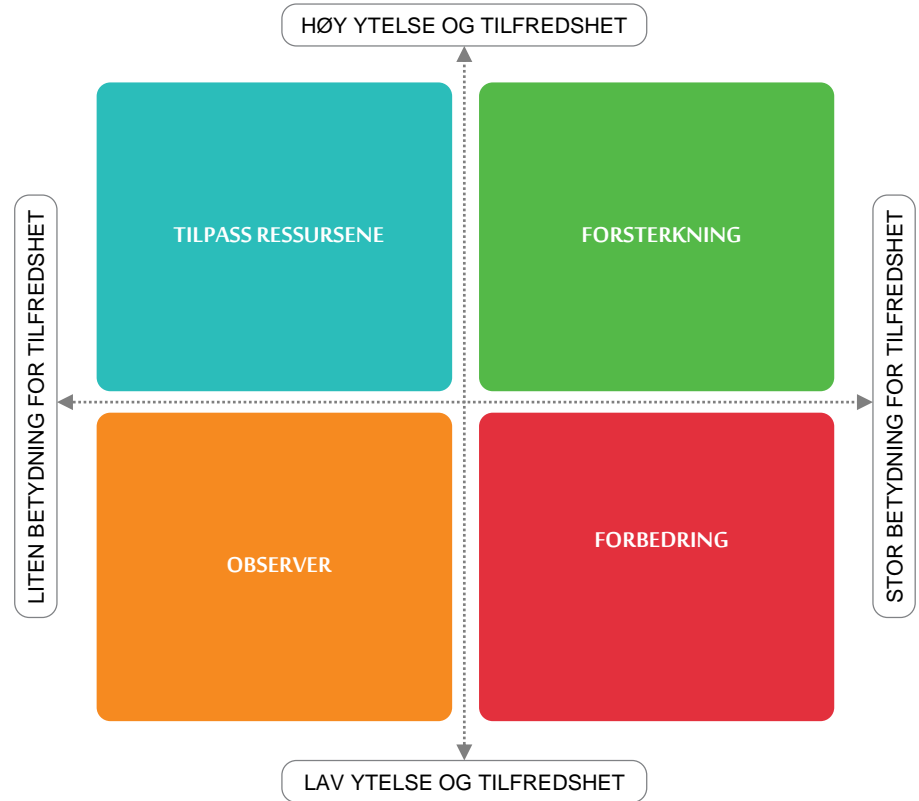 HØY YTELSE OG TILFREDSHET
LITEN BETYDNING FOR TILFREDSHET
TILPASS RESSURSENE
FORSTERKNING
STOR BETYDNING FOR TILFREDSHET
OBSERVER
FORBEDRING
LAV YTELSE OG TILFREDSHET